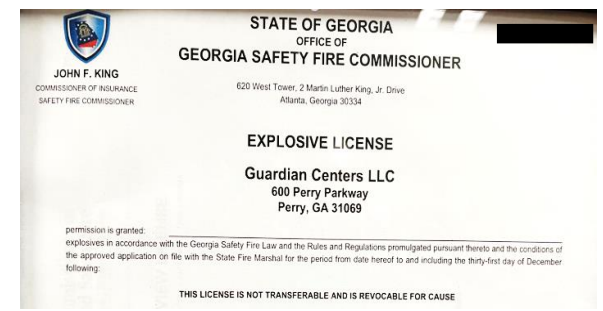 STATE OF GEORGIA
OFFICE OF
GEORGIA SAFETY FIRE COMMISSIONER
JOHN F. KING
COMMISSIONER OF INSURANCE
SAFETY FIRE COMMISSIONER
620 West Tower, 2 Martin Luther King, Jr. Drive
Atlanta, Georgia 30334
EXPLOSIVE LICENSE
Guardian Centers LLC
600 Perry Parkway
Perry, GA 31069
permission is granted:
explosives in accordance with the Georgia Safety Fire Law and the Rules and Regulations promulgated pursuant thereto and the conditions of
the approved application on file with the State Fire Marshal for the period from date hereof to and including the thirty-first day of December
following:
THIS LICENSE IS NOT TRANSFERABLE AND IS REVOCABLE FOR CAUSE